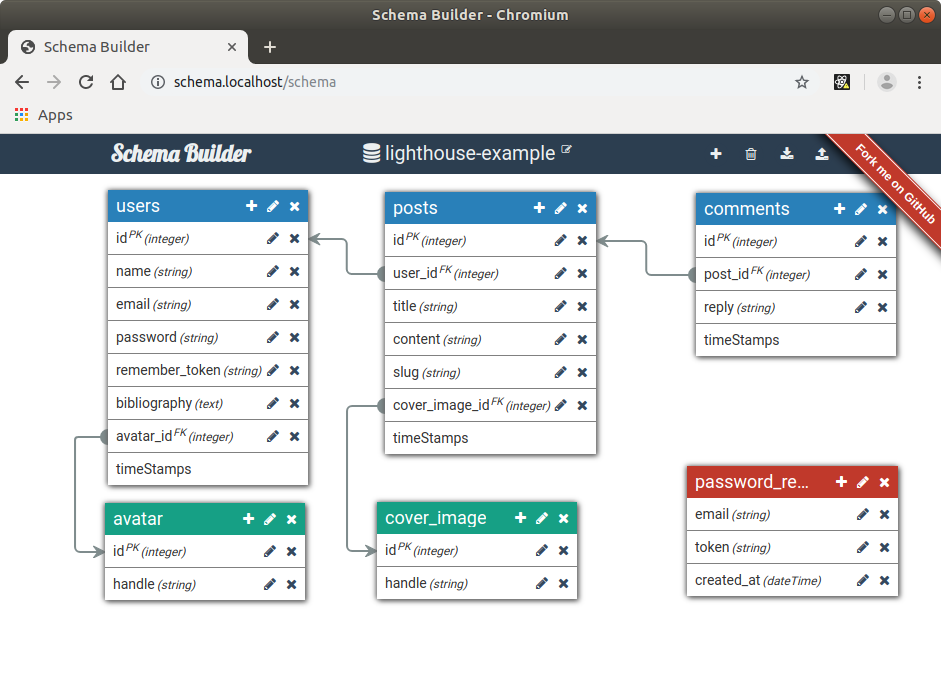 Schema Builder - Chromium
Schema Builder
schema.localhost/schema
Apps
Schema Builder
lighthouse-example
Fork me on GitHub
users
id PK (integer)
name (string)
email (string)
password (string)
remember_token (string)
bibliography (text)
avatar_id FK (integer)
timeStamps
posts
id PK (integer)
user_id FK (integer)
title (string)
content (string)
slug (string)
cover_image_id FK (integer)
timeStamps
comments
id PK (integer)
post_id FK (integer)
reply (string)
timeStamps
avatar
id PK (integer)
handle (string)
cover_image
id PK (integer)
handle (string)
password_re...
email (string)
token (string)
created_at (dateTime)